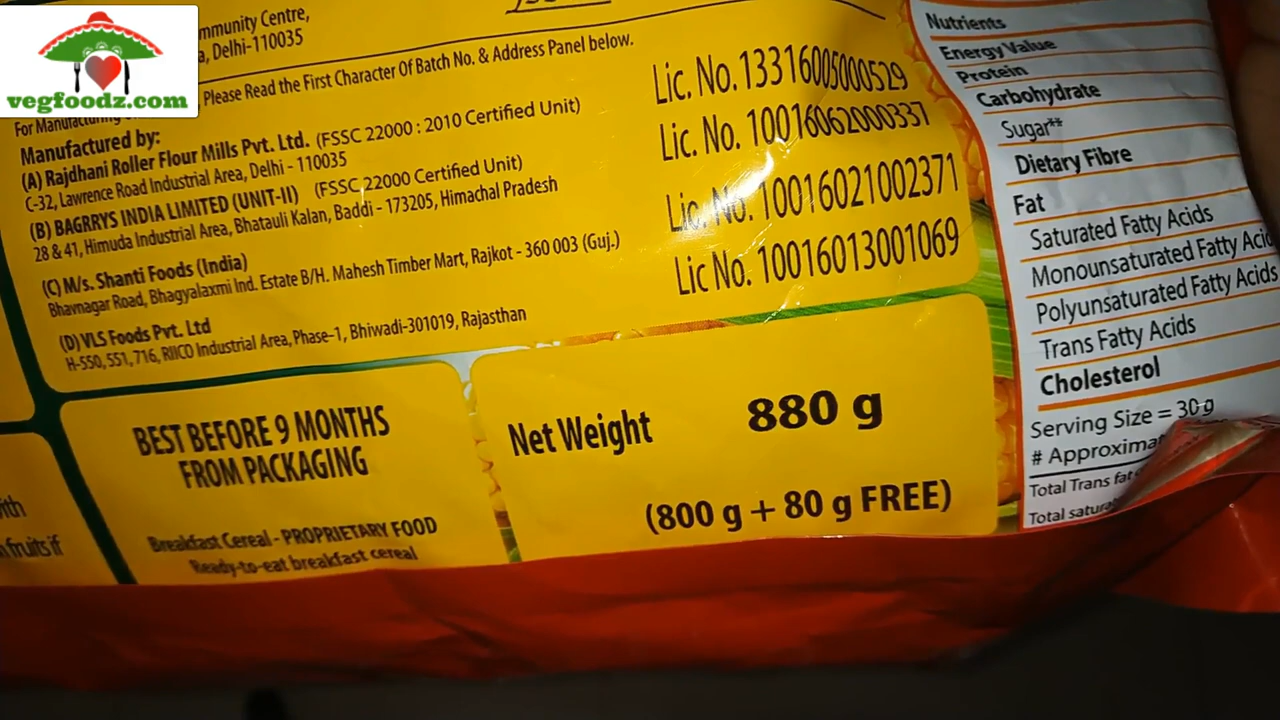 vegfoodz.com
mmunity Centre,
a, Delhi-110035
Please Read the First Character Of Batch No. & Address Panel below.
For Manufacturing
Manufactured by:
(A) Rajdhani Roller Flour Mills Pvt. Ltd. (FSSC 22000 : 2010 Certified Unit)
C-32, Lawrence Road Industrial Area, Delhi - 110035
(B) BAGRRYS INDIA LIMITED (UNIT-II) (FSSC 22000 Certified Unit)
28 & 41, Himuda Industrial Area, Bhatauli Kalan, Baddi - 173205, Himachal Pradesh
(C) M/s. Shanti Foods (India)
Bhavnagar Road, Bhagyalaxmi Ind. Estate B/H. Mahesh Timber Mart, Rajkot - 360 003 (Guj.)
(D) VLS Foods Pvt. Ltd
H-550, 551, 716, RIICO Industrial Area, Phase-1, Bhiwadi-301019, Rajasthan
Lic. No. 13316005000529
Lic. No. 10016062000337
Lic. No. 10016021002371
Lic No. 10016013001069
BEST BEFORE 9 MONTHS
FROM PACKAGING
Breakfast Cereal - PROPRIETARY FOOD
Ready-to-eat breakfast cereal
Net Weight 880 g
(800 g + 80 g FREE)
ith
n fruits if
Nutrients
Energy Value
Protein
Carbohydrate
Sugar**
Dietary Fibre
Fat
Saturated Fatty Acids
Monounsaturated Fatty Acid
Polyunsaturated Fatty Acids
Trans Fatty Acids
Cholesterol
Serving Size = 30 g
# Approxima
Total Trans fat
Total satura